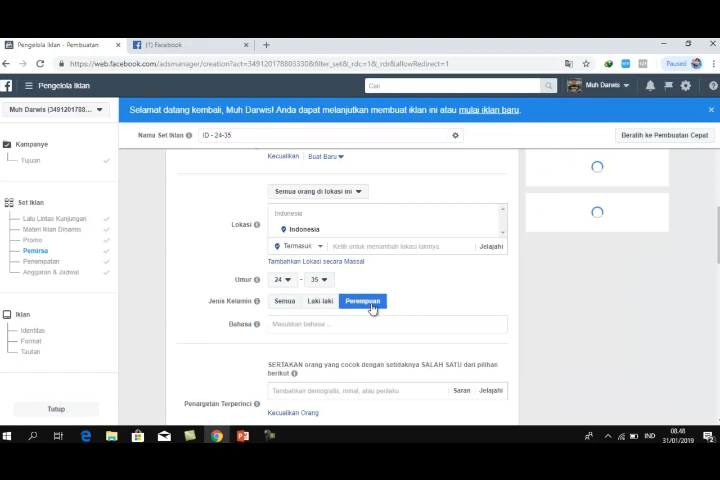 Pengelola Iklan - Pembuatan
(1) Facebook
https://web.facebook.com/adsmanager/creation?act=349120178803330&filter_set&_rdc=1&_rdr&allowRedirect=1
Paused
Pengelola Iklan
Cari
Muh Darwis
Muh Darwis (3491201788...
Selamat datang kembali, Muh Darwis! Anda dapat melanjutkan membuat iklan ini atau mulai iklan baru.
Nama Set Iklan
ID - 24-35
Beralih ke Pembuatan Cepat
Kampanye
Tujuan
Set Iklan
Lalu Lintas Kunjungan
Materi Iklan Dinamis
Promo
Pemirsa
Penempatan
Anggaran & Jadwal
Iklan
Identitas
Format
Tautan
Tutup
Kecualikan
Buat Baru
Semua orang di lokasi ini
Lokasi
Indonesia
Indonesia
Termasuk
Ketik untuk menambah lokasi lainnya
Jelajahi
Tambahkan Lokasi secara Massal
Umur
24 - 35
Jenis Kelamin
Semua
Laki-laki
Perempuan
Bahasa
Masukkan bahasa ...
SERTAKAN orang yang cocok dengan setidaknya SALAH SATU dari pilihan
berikut
Penargetan Terperinci
Tambahkan demografis, minat, atau perilaku
Saran
Jelajahi
Kecualikan Orang
IND
08.48
31/01/2019